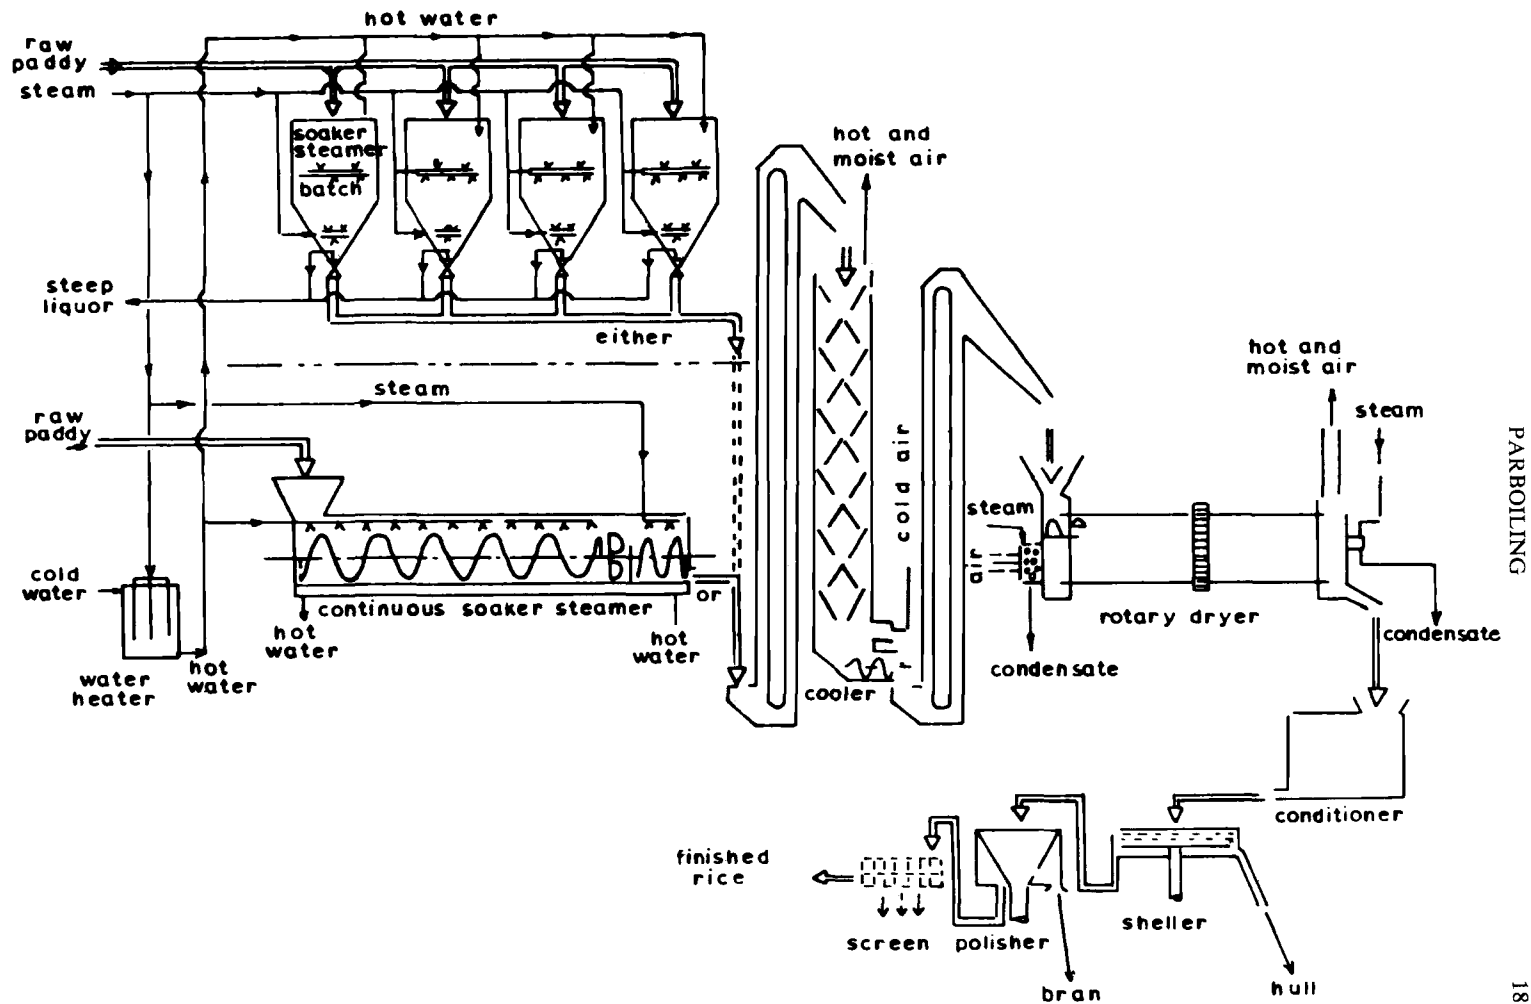 hot water
raw
paddy
steam
soaker
steamer
batch
steep
liquor
either
hot and
moist air
cold air
steam
raw
paddy
cold
water
water
heater
hot
water
continuous soaker steamer
hot
water
hot
water
or
cooler
steam
air
condensate
rotary dryer
hot and
moist air
steam
condensate
conditioner
sheller
hull
polisher
bran
screen
finished
rice
PARBOILING
18